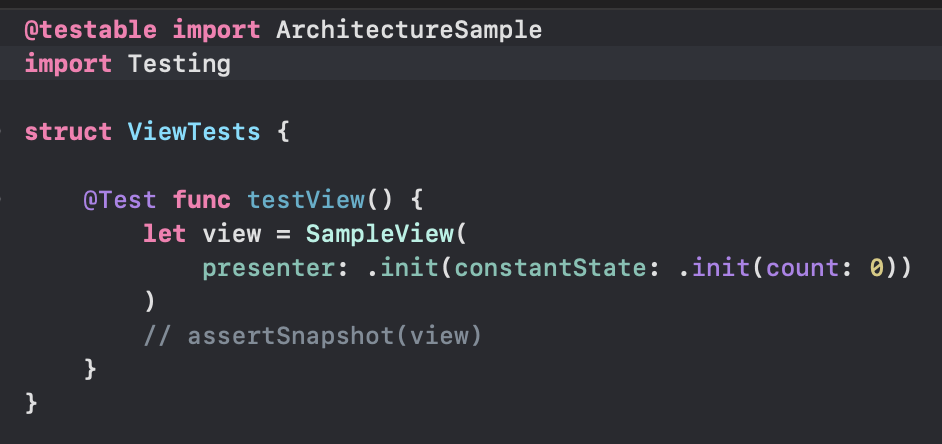 @testable import ArchitectureSample
import Testing
struct ViewTests {
@Test func testView() {
let view = SampleView(
presenter: .init(constantState: .init(count: 0))
)
// assertSnapshot(view)
}
}